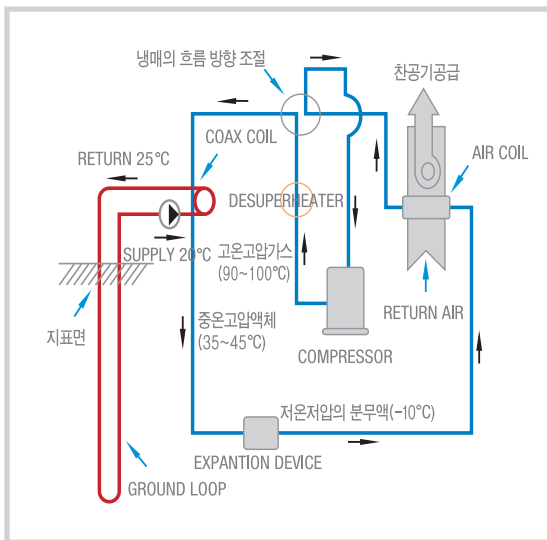 냉매의 흐름 방향 조절
찬공기공급
COAX COIL
AIR COIL
RETURN 25℃
DESUPERHEATER
SUPPLY 20℃
고온고압가스
(90~100℃)
지표면
중온고압액체
(35~45℃)
COMPRESSOR
RETURN AIR
저온저압의 분무액(-10℃)
EXPANTION DEVICE
GROUND LOOP